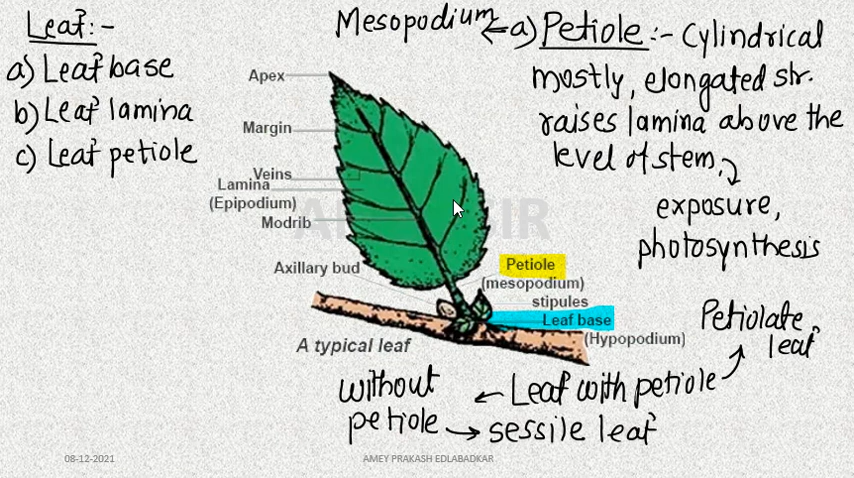 Leaf:-
a) Leaf base
b) Leaf lamina
c) Leaf petiole
Mesopodium ← a) Petiole :- Cylindrical
mostly, elongated str.
raises lamina above the
level of stem,
exposure,
photosynthesis
Apex
Margin
Veins
Lamina
(Epipodium)
Modrib
Axillary bud
Petiole
(mesopodium)
stipules
Leaf base
(Hypopodium)
A typical leaf
Petiolate
leaf
without ← Leaf with petiole
petiole → sessile leaf
08-12-2021
AMEY PRAKASH EDLABADKAR